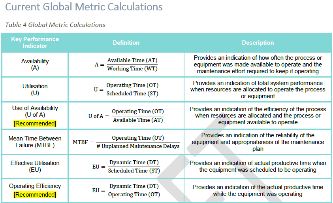 Current Global Metric Calculations
Table 4 Global Metric Calculations
Key Performance Indicator
Definition
Description
Availability
(A)
A = Available Time (AT)
Working Time (WT)
Provides an indication of how often the process or
equipment was made available to operate and the
maintenance effort required to keep it operating
Utilisation
(U)
U = Operating Time (OT)
Scheduled Time (ST)
Provides an indication of total system performance
when resources are allocated to operate the process
or equipment
Use of Availability
(U of A)
[Recommended]
U of A = Operating Time (OT)
Available Time (AT)
Provides an indication of the efficiency of the process
when resources are allocated and the process or
equipment available to operate
Mean Time Between
Failure (MTBF)
MTBF
Operating Time (OT)
# Unplanned Maintenance Delays
Provides an indication of the reliability of the
equipment and appropriateness of the maintenance
plan
Effective Utilisation
(EU)
EU = Dynamic Time (DT)
Scheduled Time (ST)
Provides an indication of actual productive time when
the equipment was scheduled to be operating
Operating Efficiency
[Recommended]
Dynamic Time (DT)
Operating Time (OT)
Provides an indication of the actual productive time
while the equipment was operating